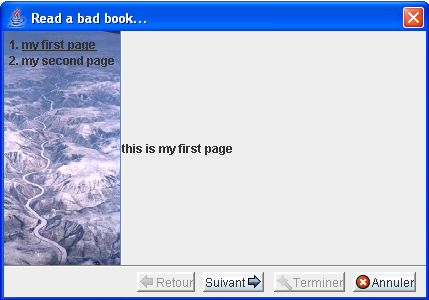 Read a bad book...
1. my first page
2. my second page
this is my first page
Retour Suivant Terminer Annuler